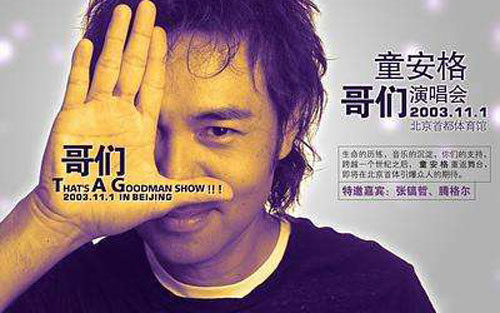 童安格
哥们演唱会
2003.11.1
北京首都体育馆
生命的历练，音乐的沉淀，你们的支持，
跨越一个世纪之后，童安格重返舞台，
即将在北京首体引爆众人的期待。
特邀嘉宾：张镐哲、腾格尔
哥们
THAT'S A GOODMAN SHOW!!!
2003.11.1 IN BEIJING